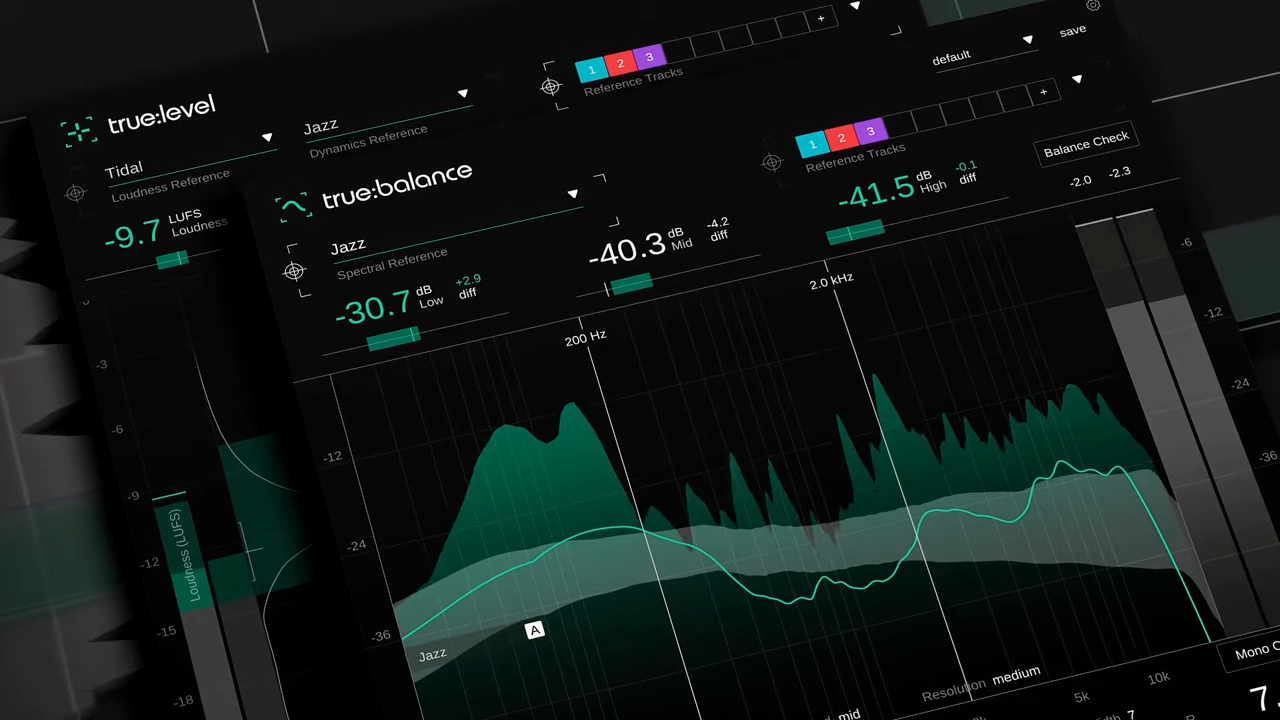 true:level
Tidal
Loudness Reference
Jazz
Dynamics Reference
1 2 3 +
Reference Tracks
-9.7 LUFS
Loudness
-3
-6
-9
-12
-15
-18
Loudness (LUFS)
true:balance
Jazz
Spectral Reference
1 2 3 +
Reference Tracks
default
save
Balance Check
-30.7 dB Low
+2.9 diff
-40.3 dB Mid
-4.2 diff
-41.5 dB High
-0.1 diff
-2.0 -2.3
200 Hz
2.0 kHz
-12
-24
-36
-6
-12
-24
-36
Jazz
A
Resolution medium
mid
5k
10k
Mono
7